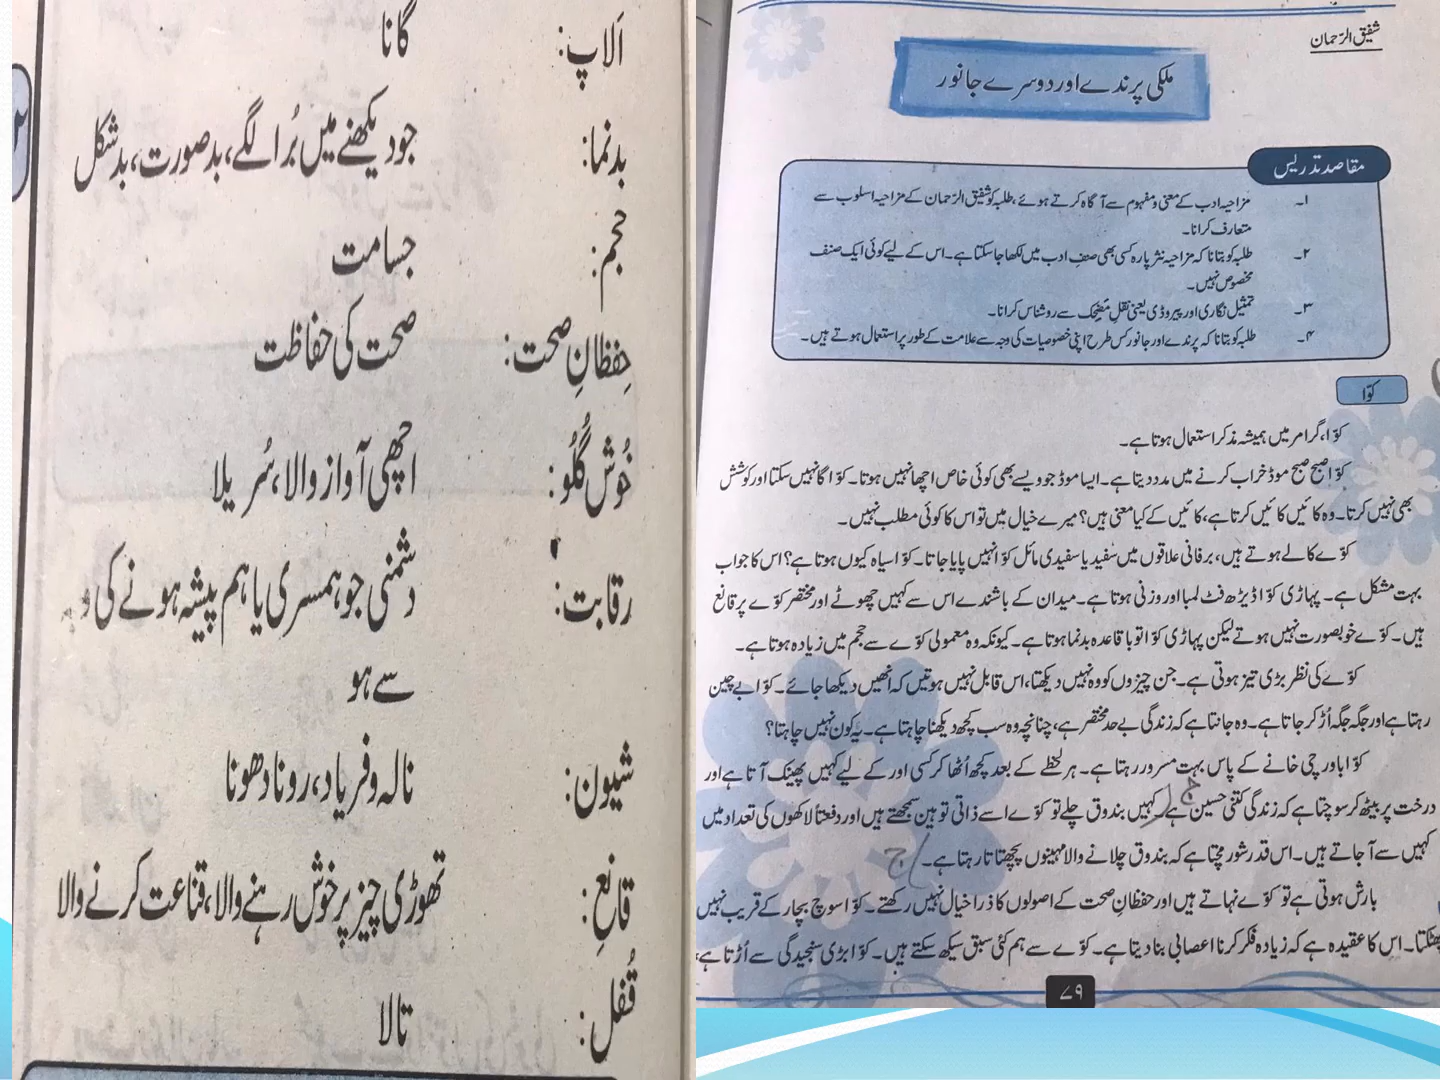 شفیق الرّحمان
ملکی پرندے اور دوسرے جانور
مقاصد تدریس
۱۔ مزاحیہ ادب کے معنی و مفہوم سے آگاہ کرتے ہوئے، طلبہ کو شفیق الرّحمان کے مزاحیہ اسلوب سے
متعارف کرانا۔
۲۔ طلبہ کو بتانا کہ مزاحیہ نثر پارہ کسی بھی صنفِ ادب میں لکھا جا سکتا ہے۔ اس کے لیے کوئی ایک صنف
مخصوص نہیں۔
۳۔ تمثیل نگاری اور پیروڈی یعنی نقلِ مُضحِک سے روشناس کرانا۔
۴۔ طلبہ کو بتانا کہ پرندے اور جانور کس طرح اپنی خصوصیات کی وجہ سے علامت کے طور پر استعمال ہوتے ہیں۔
کوّا
کوّا، گرامر میں ہمیشہ مذکر استعمال ہوتا ہے۔
کوّا صبح صبح موڈ خراب کرنے میں مدد دیتا ہے۔ ایسا موڈ جو ویسے بھی کوئی خاص اچھا نہیں ہوتا۔ کوّا گا نہیں سکتا اور کوشش
بھی نہیں کرتا۔ وہ کائیں کائیں کرتا ہے، کائیں کے کیا معنی ہیں؟ میرے خیال میں تو اس کا کوئی مطلب نہیں۔
کوّے کالے ہوتے ہیں، برفانی علاقوں میں سفید یا سفیدی مائل کوّا نہیں پایا جاتا۔ کوّا سیاہ کیوں ہوتا ہے؟ اس کا جواب
بہت مشکل ہے۔ پہاڑی کوّا ڈیڑھ فٹ لمبا اور وزنی ہوتا ہے۔ میدان کے باشندے اس سے کہیں چھوٹے اور مختصر کوّے پر قانع
ہیں۔ کوّے خوبصورت نہیں ہوتے لیکن پہاڑی کوّا تو باقاعدہ بدنما ہوتا ہے۔ کیونکہ وہ معمولی کوّے سے حجم میں زیادہ ہوتا ہے۔
کوّے کی نظر بڑی تیز ہوتی ہے۔ جن چیزوں کو وہ نہیں دیکھتا، اس قابل نہیں ہوتیں کہ انھیں دیکھا جائے۔ کوّا بے چین
رہتا ہے اور جگہ جگہ اُڑ کر جاتا ہے۔ وہ جانتا ہے کہ زندگی بے حد مختصر ہے، چنانچہ وہ سب کچھ دیکھنا چاہتا ہے۔ یہ کون نہیں چاہتا؟
کوّا باورچی خانے کے پاس بہت مسرور رہتا ہے۔ ہر لحظے کے بعد کچھ اُٹھا کر کسی اور کے لیے کہیں پھینک آتا ہے اور
درخت پر بیٹھ کر سوچتا ہے کہ زندگی کتنی حسین ہے۔ کہیں بندوق چلے تو کوّے اسے ذاتی توہین سمجھتے ہیں اور دفعتاً لاکھوں کی تعداد میں
کہیں سے آ جاتے ہیں۔ اس قدر شور مچتا ہے کہ بندوق چلانے والا مہینوں پچھتاتا رہتا ہے۔
بارش ہوتی ہے تو کوّے نہاتے ہیں اور حفظانِ صحت کے اصولوں کا ذرا خیال نہیں رکھتے۔ کوّا سوچ بچار کے قریب نہیں
پھٹکتا۔ اس کا عقیدہ ہے کہ زیادہ فکر کرنا اعصابی بنا دیتا ہے۔ کوّے سے ہم کئی سبق سیکھ سکتے ہیں۔ کوّا بڑی سنجیدگی سے اُڑتا ہے،
۷۹
اَلاپ: گانا
بدنما: جو دیکھنے میں بُرا لگے، بدصورت، بدشکل
حجم: جسامت
حِفظانِ صحت: صحت کی حفاظت
خُوش گُلُو: اچھی آواز والا، سُریلا
رقابت: دشمنی جو ہمسری یا ہم پیشہ ہونے کی و
سے ہو
شیون: نالہ و فریاد، رونا دھونا
قانِع: تھوڑی چیز پر خوش رہنے والا، قناعت کرنے والا
قُفل: تالا